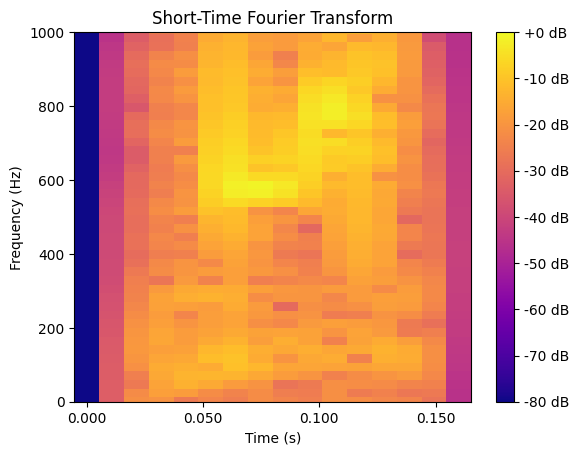 Short-Time Fourier Transform
1000
800
600
400
200
0
Frequency (Hz)
0.000
0.050
0.100
0.150
Time (s)
+0 dB
-10 dB
-20 dB
-30 dB
-40 dB
-50 dB
-60 dB
-70 dB
-80 dB